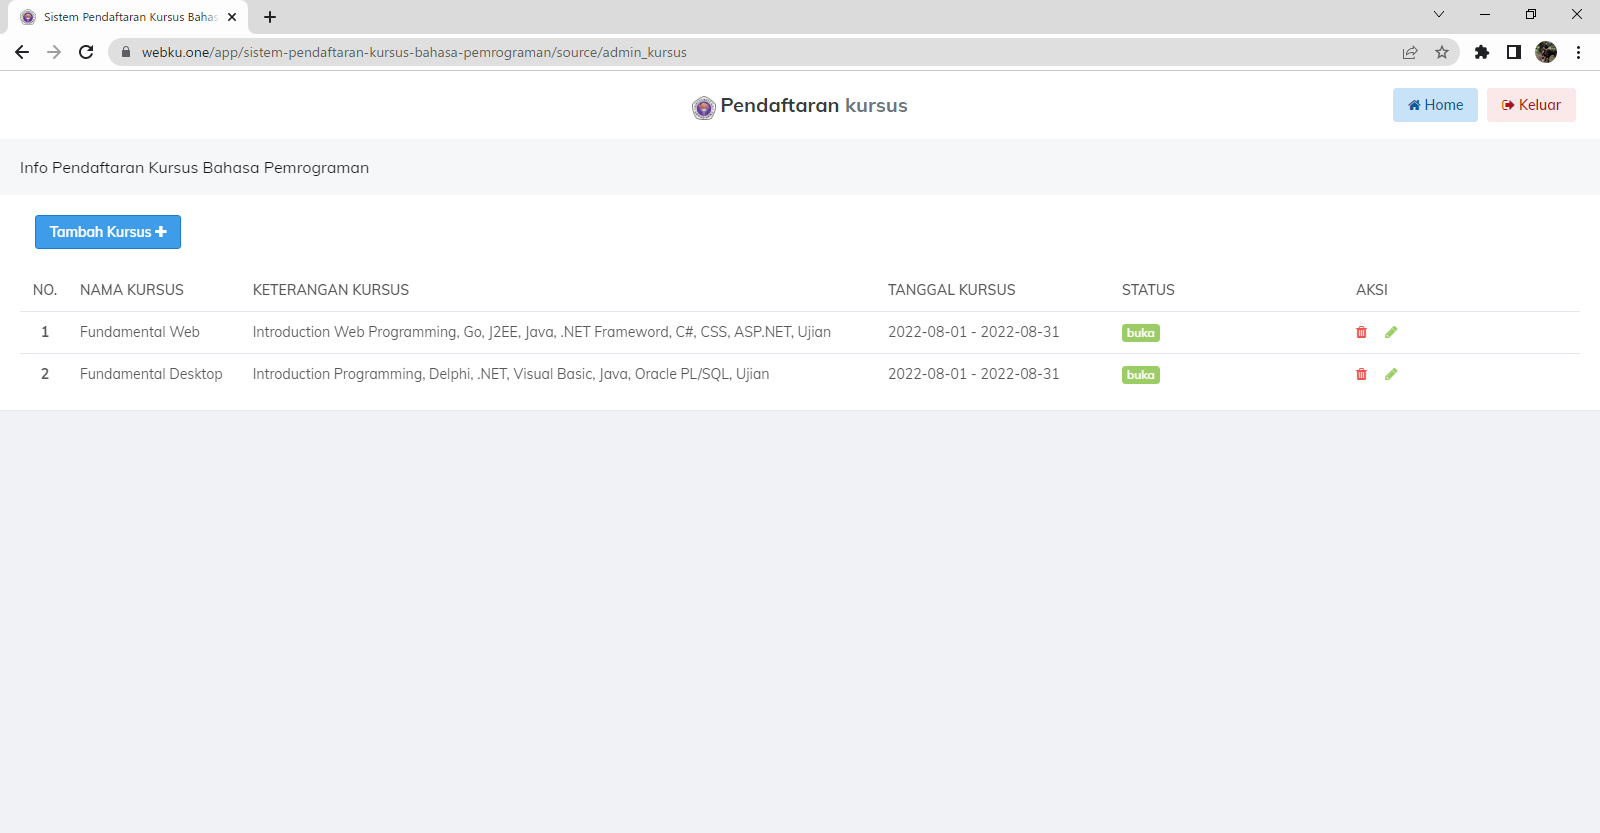 Sistem Pendaftaran Kursus Bahas
webku.one/app/sistem-pendaftaran-kursus-bahasa-pemrograman/source/admin_kursus
Pendaftaran kursus
Home
Keluar
Info Pendaftaran Kursus Bahasa Pemrograman
Tambah Kursus
NO. NAMA KURSUS KETERANGAN KURSUS TANGGAL KURSUS STATUS AKSI
1 Fundamental Web Introduction Web Programming, Go, J2EE, Java, .NET Frameword, C#, CSS, ASP.NET, Ujian 2022-08-01 - 2022-08-31 buka
2 Fundamental Desktop Introduction Programming, Delphi, .NET, Visual Basic, Java, Oracle PL/SQL, Ujian 2022-08-01 - 2022-08-31 buka